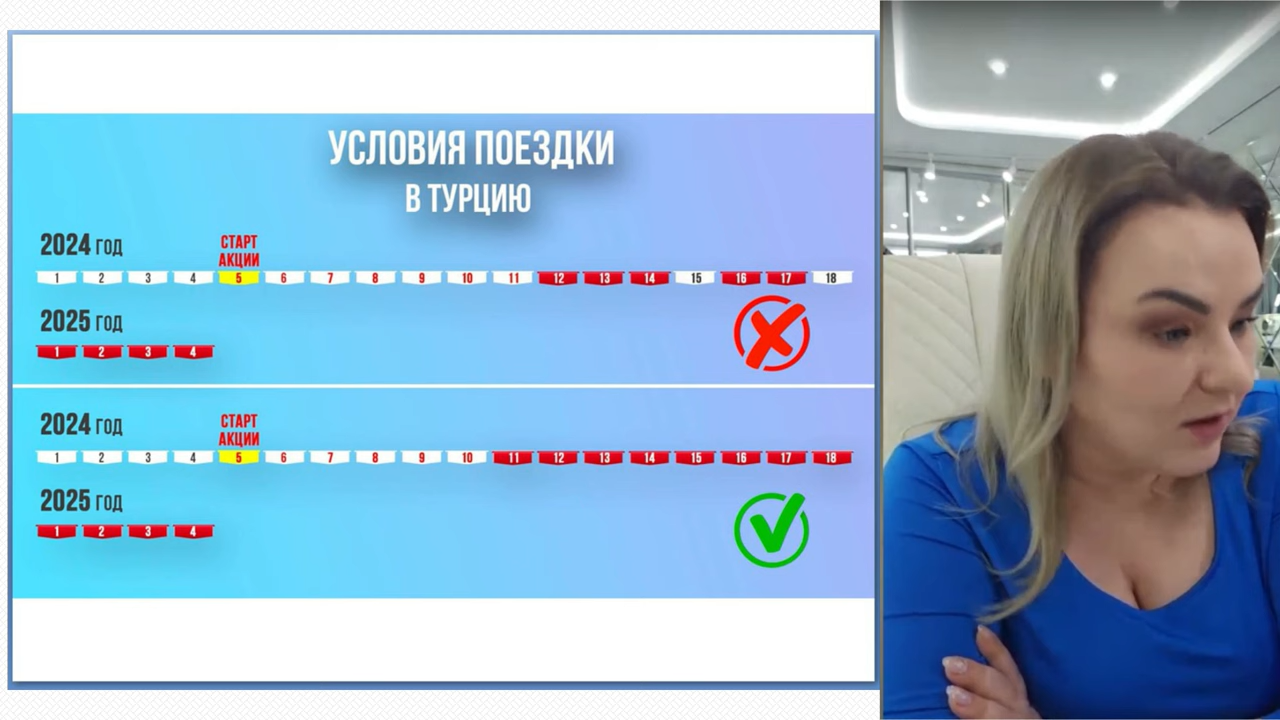 УСЛОВИЯ ПОЕЗДКИ
В ТУРЦИЮ
2024 ГОД
СТАРТ
АКЦИИ
1 2 3 4 5 6 7 8 9 10 11 12 13 14 15 16 17 18
2025 ГОД
1 2 3 4
2024 ГОД
СТАРТ
АКЦИИ
1 2 3 4 5 6 7 8 9 10 11 12 13 14 15 16 17 18
2025 ГОД
1 2 3 4